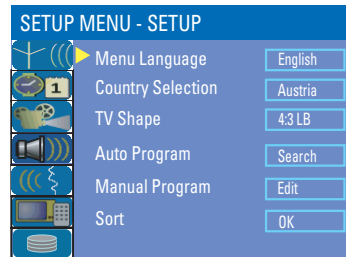 SETUP MENU - SETUP
1
Menu Language English
Country Selection Austria
TV Shape 4:3 LB
Auto Program Search
Manual Program Edit
Sort OK